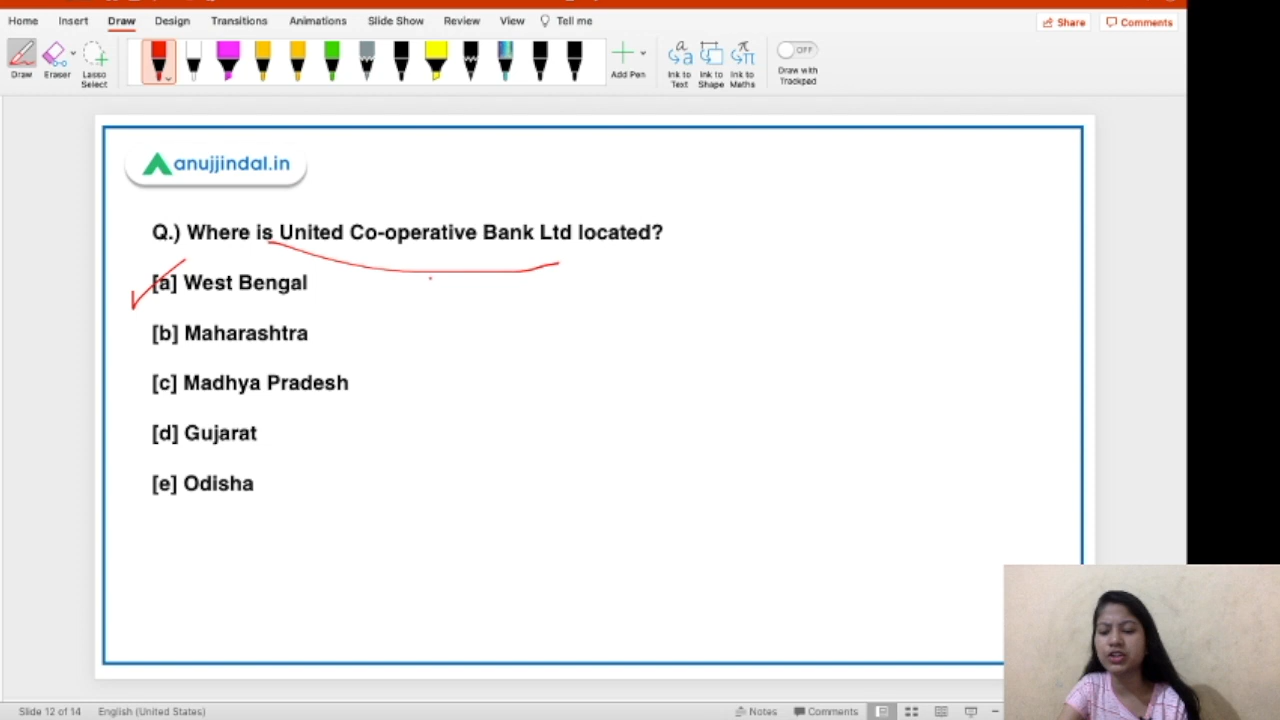 Home Insert Draw Design Transitions Animations Slide Show Review View Tell me Share Comments
Draw Eraser Lasso Select Add Pen Ink to Text Ink to Shape Ink to Maths OFF Draw with Trackpad
anujjindal.in
Q.) Where is United Co-operative Bank Ltd located?
[a] West Bengal
[b] Maharashtra
[c] Madhya Pradesh
[d] Gujarat
[e] Odisha
Slide 12 of 14 English (United States) Notes Comments